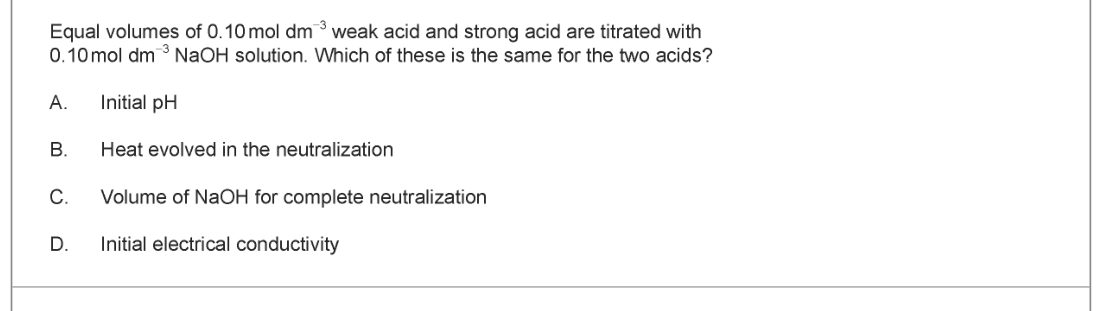 Equal volumes of 0.10 mol dm⁻³ weak acid and strong acid are titrated with
0.10 mol dm⁻³ NaOH solution. Which of these is the same for the two acids?
A. Initial pH
B. Heat evolved in the neutralization
C. Volume of NaOH for complete neutralization
D. Initial electrical conductivity